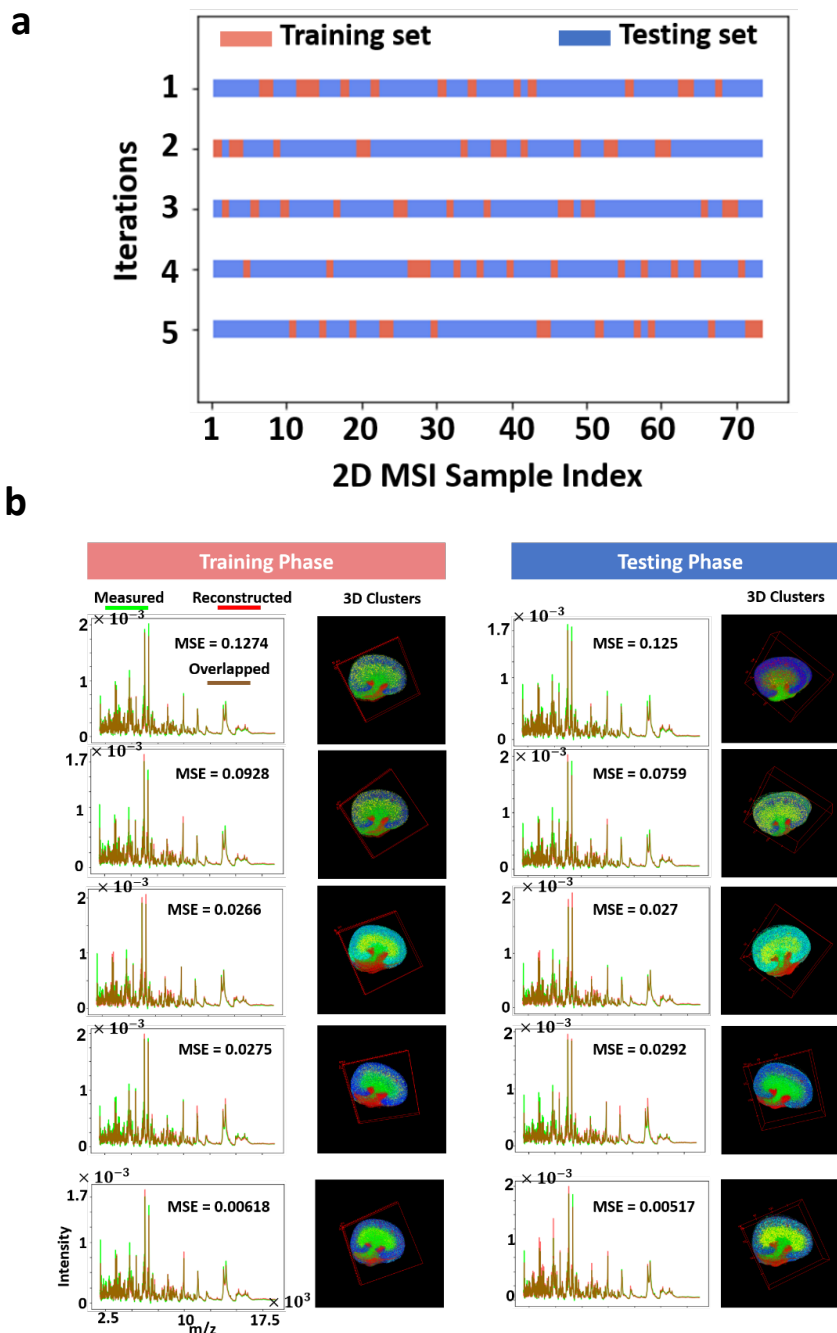 a
Training set
Testing set
Iterations
1
2
3
4
5
1 10 20 30 40 50 60 70
2D MSI Sample Index
b
Training Phase
Testing Phase
Measured
Reconstructed
3D Clusters
3D Clusters
× 10⁻³
2
1
0
MSE = 0.1274
Overlapped
× 10⁻³
1.7
1
0
MSE = 0.125
× 10⁻³
1.7
1
0
MSE = 0.0928
× 10⁻³
2
1
0
MSE = 0.0759
× 10⁻³
2
1
0
MSE = 0.0266
× 10⁻³
2
1
0
MSE = 0.027
× 10⁻³
2
1
0
MSE = 0.0275
× 10⁻³
2
1
0
MSE = 0.0292
× 10⁻³
1.7
1
0
MSE = 0.00618
Intensity
2.5 10 17.5
× 10³
m/z
× 10⁻³
2
1
0
MSE = 0.00517